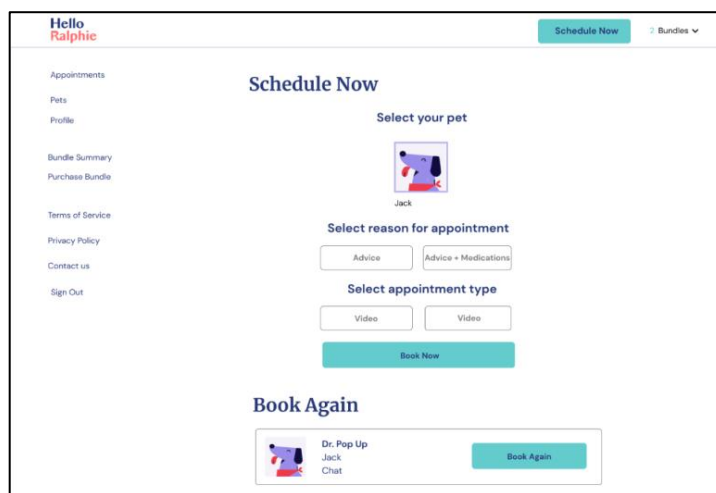 Hello
Ralphie
Schedule Now
2 Bundles
Appointments
Pets
Profile
Bundle Summary
Purchase Bundle
Terms of Service
Privacy Policy
Contact us
Sign Out
Schedule Now
Select your pet
Jack
Select reason for appointment
Advice
Advice + Medications
Select appointment type
Video
Video
Book Now
Book Again
Dr. Pop Up
Jack
Chat
Book Again